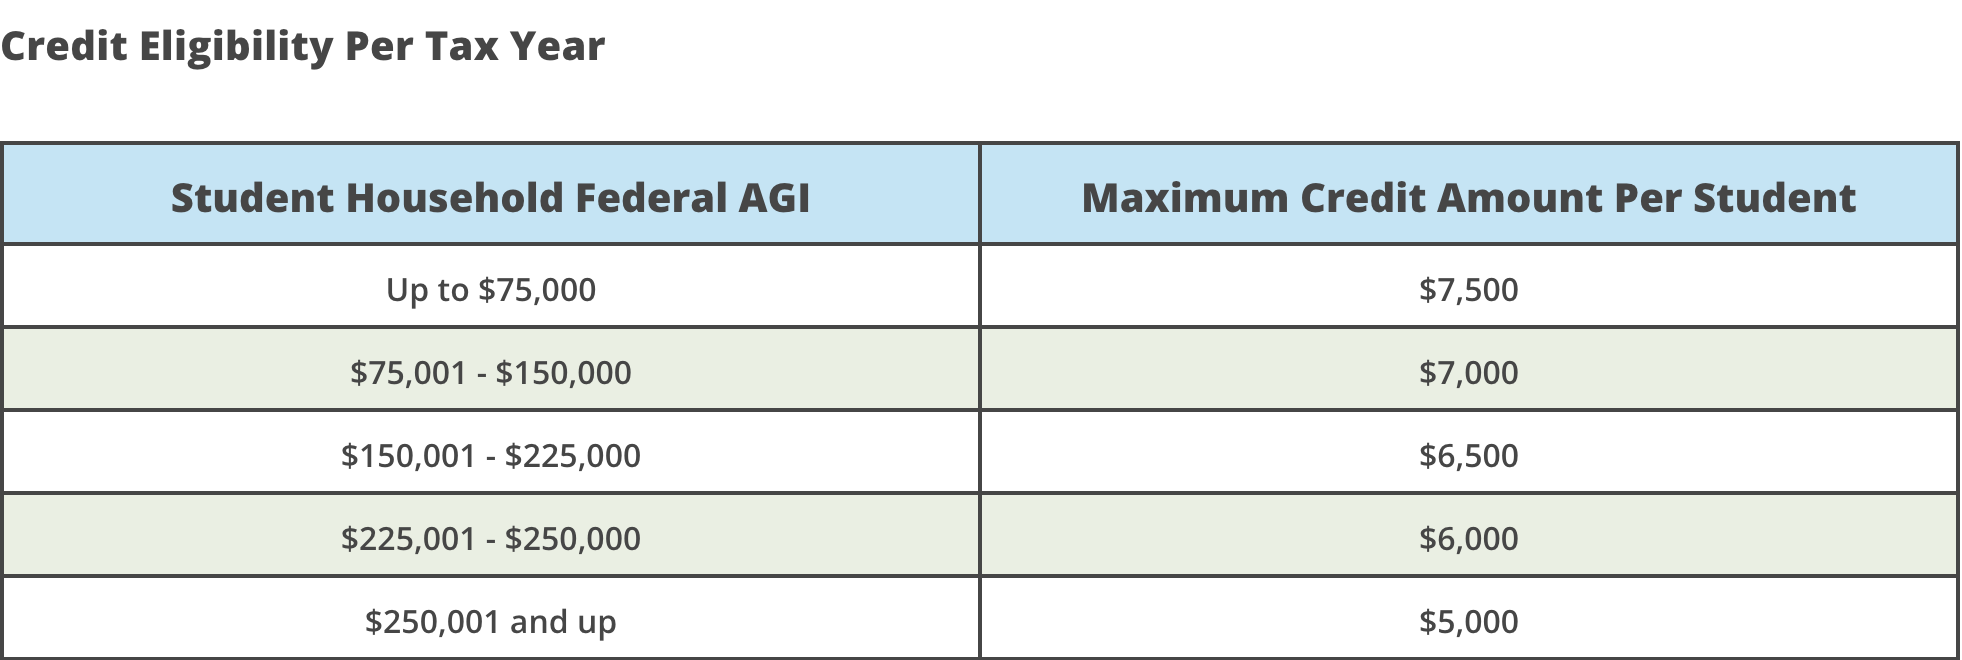 Credit Eligibility Per Tax Year
Student Household Federal AGI
Maximum Credit Amount Per Student
Up to $75,000
$7,500
$75,001 - $150,000
$7,000
$150,001 - $225,000
$6,500
$225,001 - $250,000
$6,000
$250,001 and up
$5,000